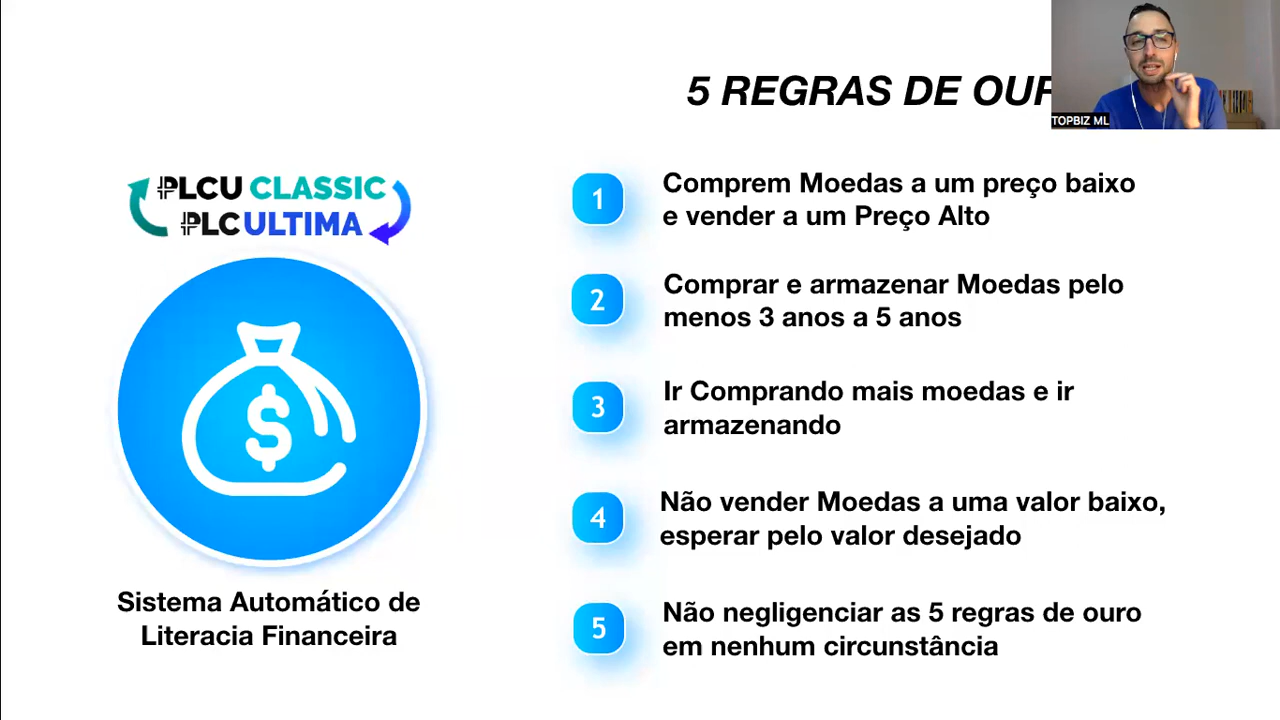 5 REGRAS DE OUR
TOPBIZ ML
PLCU CLASSIC
PLCULTIMA
$
Sistema Automático de
Literacia Financeira
1
Comprem Moedas a um preço baixo
e vender a um Preço Alto
2
Comprar e armazenar Moedas pelo
menos 3 anos a 5 anos
3
Ir Comprando mais moedas e ir
armazenando
4
Não vender Moedas a uma valor baixo,
esperar pelo valor desejado
5
Não negligenciar as 5 regras de ouro
em nenhum circunstância